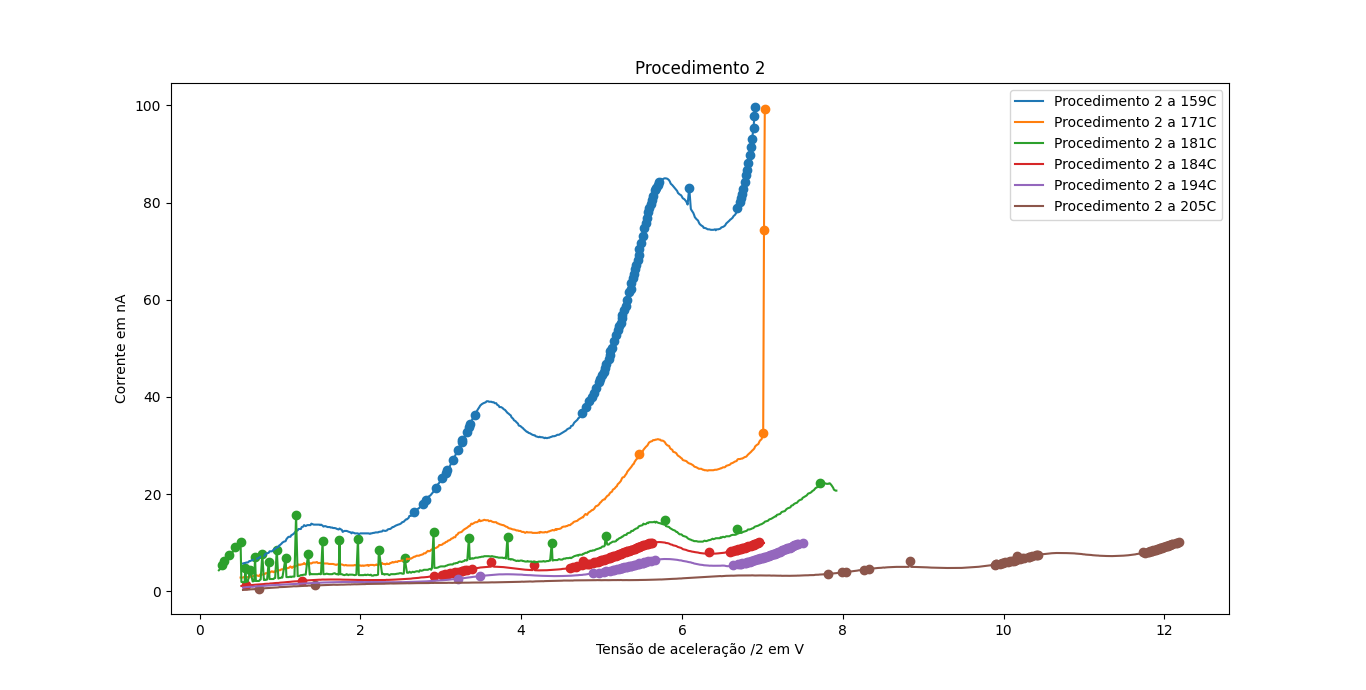 Procedimento 2
Corrente em nA
100
80
60
40
20
0
0 2 4 6 8 10 12
Tensão de aceleração /2 em V
Procedimento 2 a 159C
Procedimento 2 a 171C
Procedimento 2 a 181C
Procedimento 2 a 184C
Procedimento 2 a 194C
Procedimento 2 a 205C